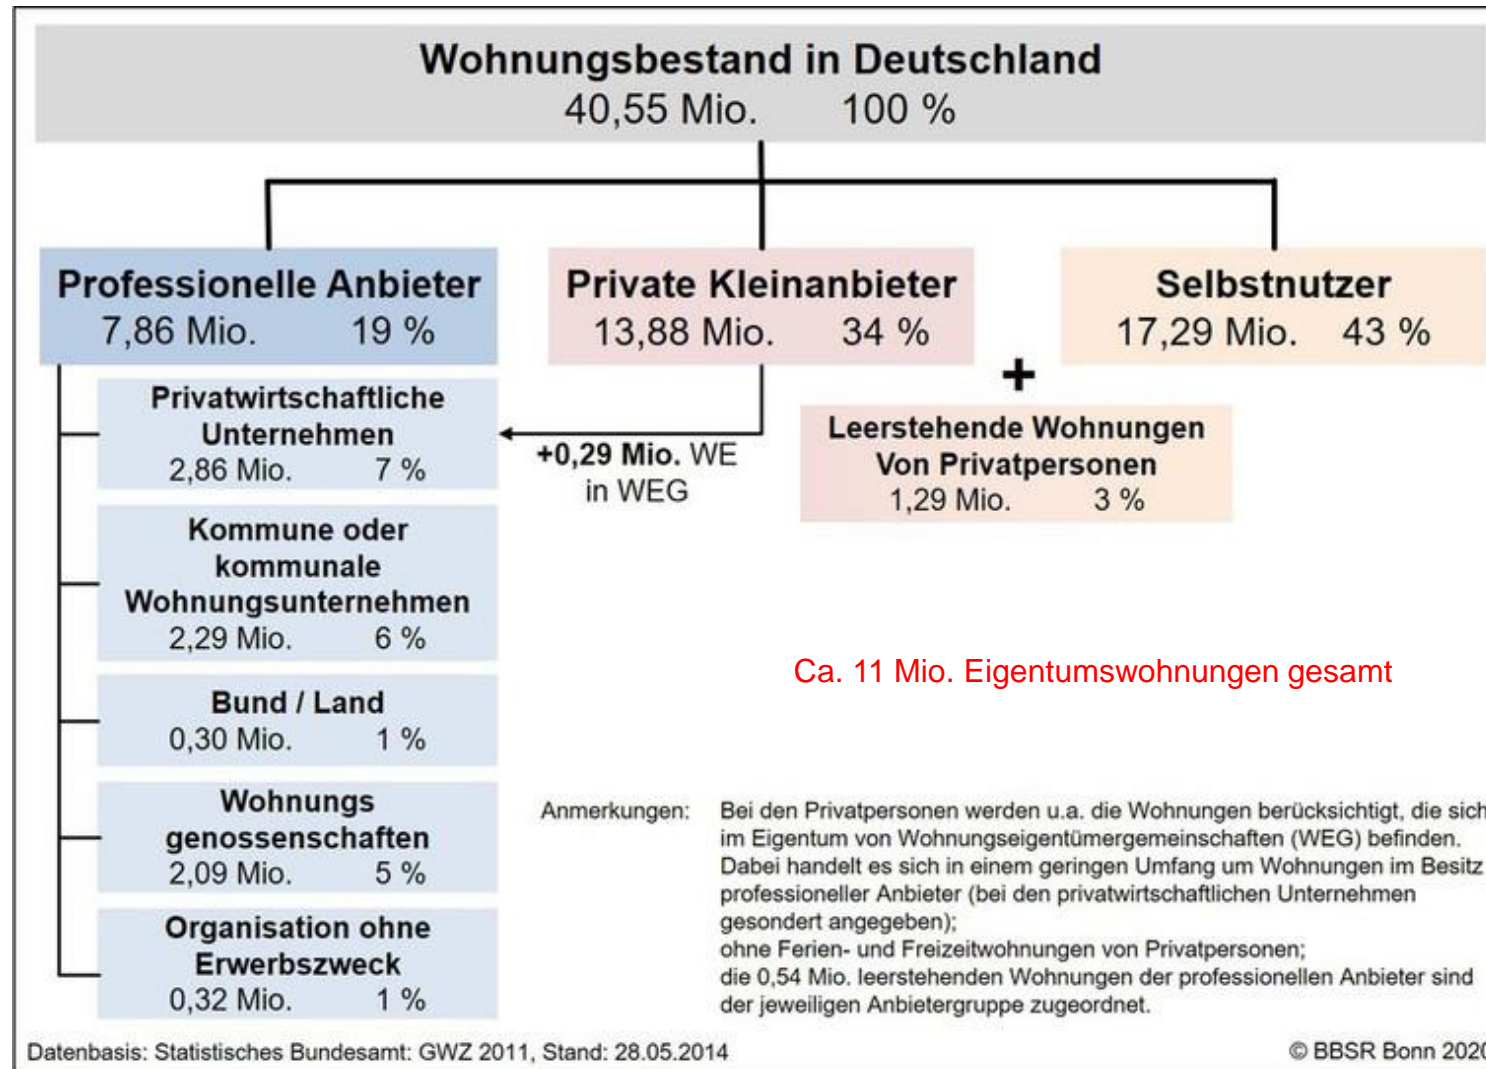 Wohnungsbestand in Deutschland
40,55 Mio. 100 %
Professionelle Anbieter
7,86 Mio. 19 %
Private Kleinanbieter
13,88 Mio. 34 %
Selbstnutzer
17,29 Mio. 43 %
+
Leerstehende Wohnungen
Von Privatpersonen
1,29 Mio. 3 %
+0,29 Mio. WE
in WEG
Privatwirtschaftliche
Unternehmen
2,86 Mio. 7 %
Kommune oder
kommunale
Wohnungsunternehmen
2,29 Mio. 6 %
Bund / Land
0,30 Mio. 1 %
Wohnungs
genossenschaften
2,09 Mio. 5 %
Organisation ohne
Erwerbszweck
0,32 Mio. 1 %
Ca. 11 Mio. Eigentumswohnungen gesamt
Anmerkungen: Bei den Privatpersonen werden u.a. die Wohnungen berücksichtigt, die sich
im Eigentum von Wohnungseigentümergemeinschaften (WEG) befinden.
Dabei handelt es sich in einem geringen Umfang um Wohnungen im Besitz
professioneller Anbieter (bei den privatwirtschaftlichen Unternehmen
gesondert angegeben);
ohne Ferien- und Freizeitwohnungen von Privatpersonen;
die 0,54 Mio. leerstehenden Wohnungen der professionellen Anbieter sind
der jeweiligen Anbietergruppe zugeordnet.
Datenbasis: Statistisches Bundesamt: GWZ 2011, Stand: 28.05.2014
© BBSR Bonn 2020